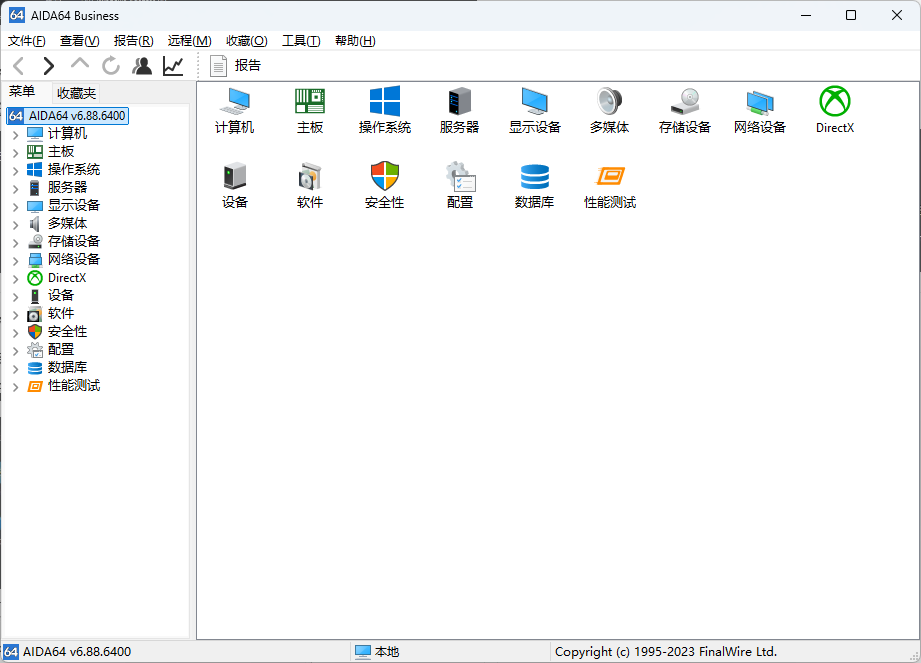 64 AIDA64 Business
文件(F) 查看(V) 报告(R) 远程(M) 收藏(O) 工具(T) 帮助(H)
报告
菜单 收藏夹
64 AIDA64 v6.88.6400
计算机
主板
操作系统
服务器
显示设备
多媒体
存储设备
网络设备
DirectX
设备
软件
安全性
配置
数据库
性能测试
计算机 主板 操作系统 服务器 显示设备 多媒体 存储设备 网络设备 DirectX
设备 软件 安全性 配置 数据库 性能测试
64 AIDA64 v6.88.6400 本地 Copyright (c) 1995-2023 FinalWire Ltd.